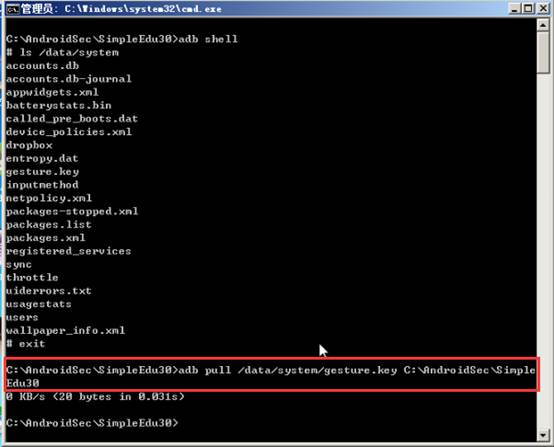 管理员: C:\Windows\system32\cmd.exe
C:\AndroidSec\SimpleEdu30>adb shell
# ls /data/system
accounts.db
accounts.db-journal
appwidgets.xml
batterystats.bin
called_pre_boots.dat
device_policies.xml
dropbox
entropy.dat
gesture.key
inputmethod
netpolicy.xml
packages-stopped.xml
packages.list
packages.xml
registered_services
sync
throttle
uiderrors.txt
usagestats
users
wallpaper_info.xml
# exit
C:\AndroidSec\SimpleEdu30>adb pull /data/system/gesture.key C:\AndroidSec\Simple
Edu30
0 KB/s (20 bytes in 0.031s)
C:\AndroidSec\SimpleEdu30>